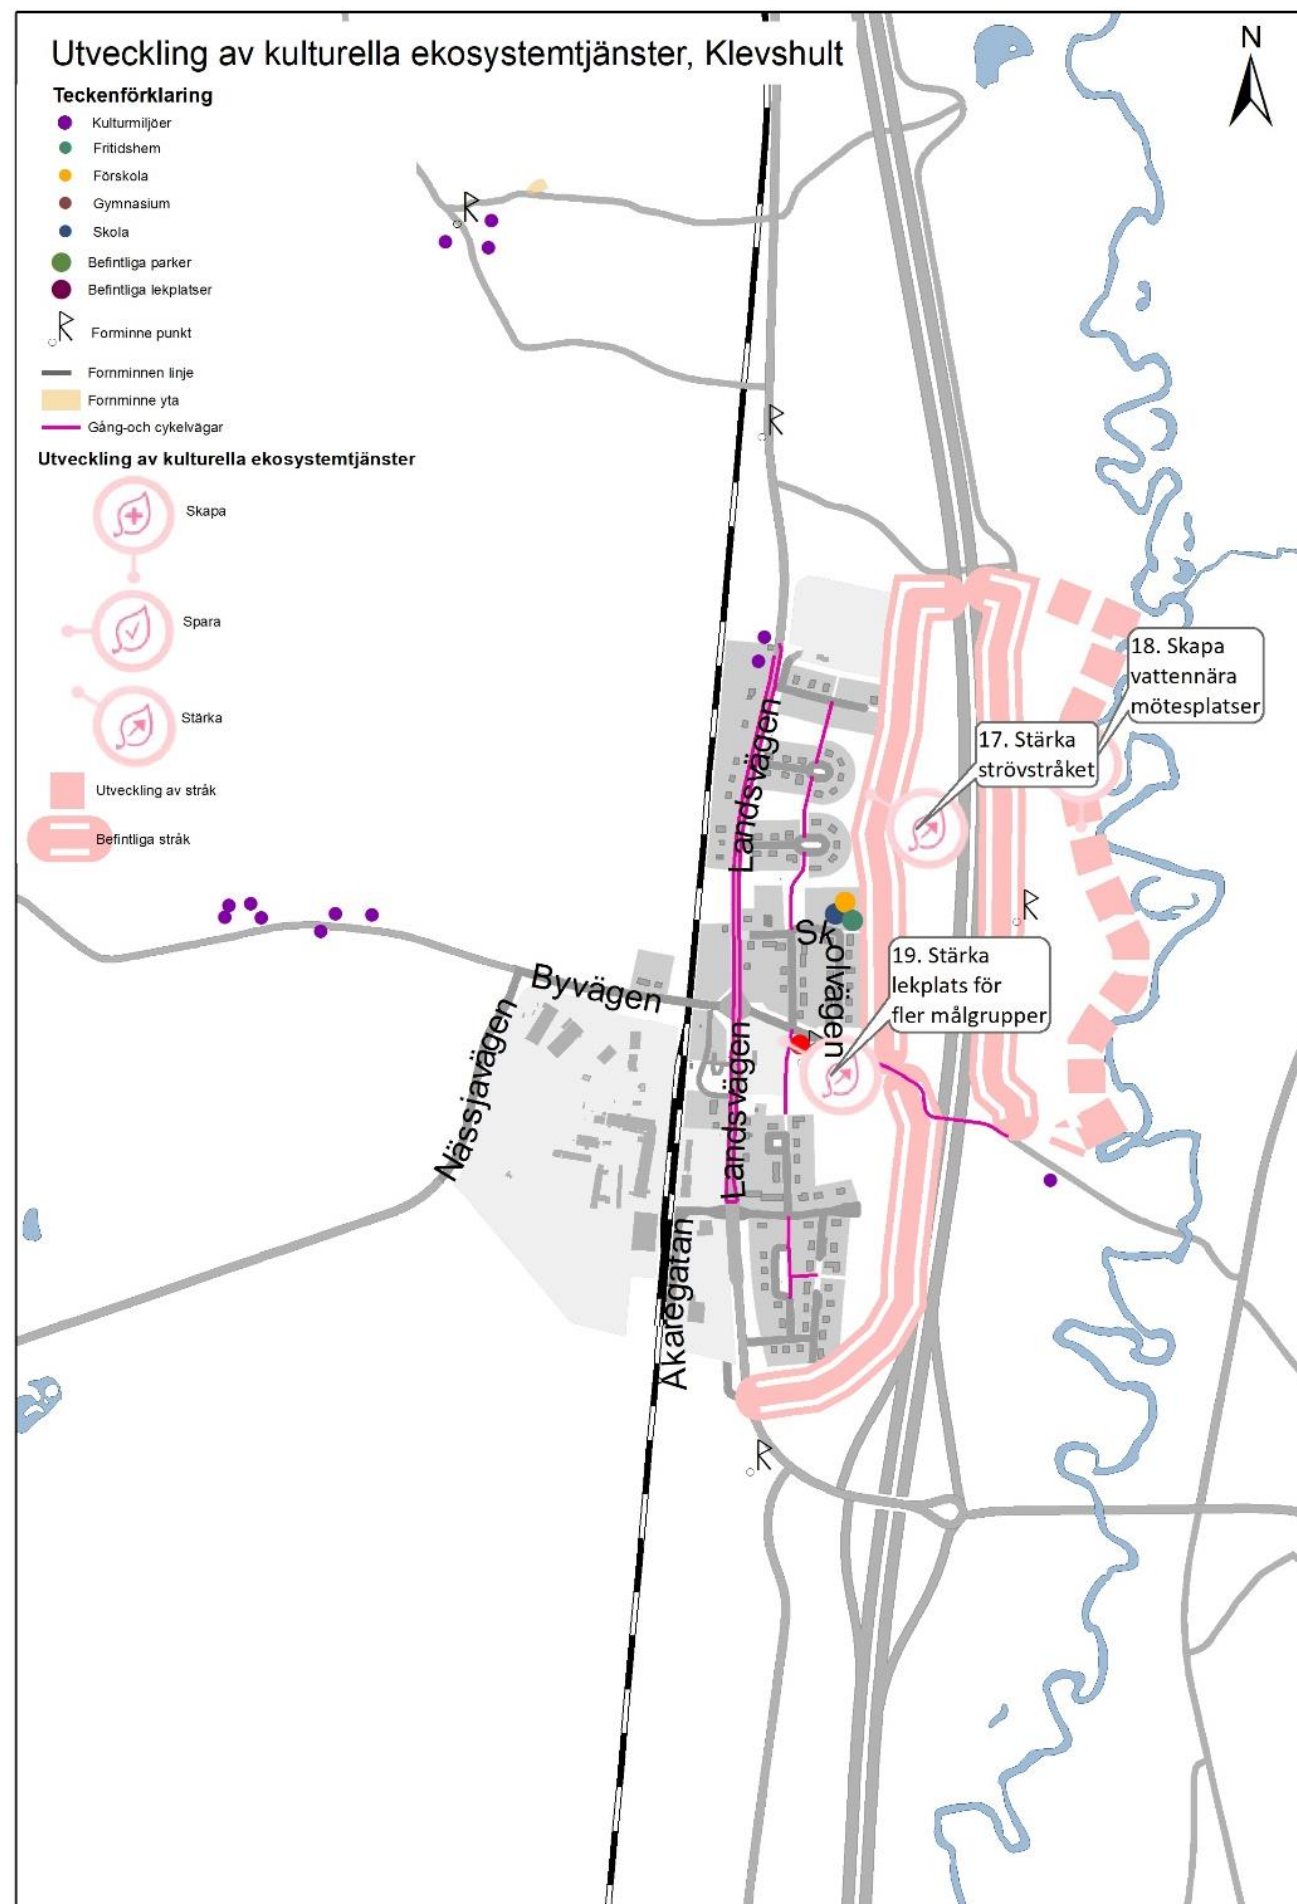 Utveckling av kulturella ekosystemtjänster, Klevshult
N
Teckenförklaring
Kulturmiljöer
Fritidshem
Förskola
Gymnasium
Skola
Befintliga parker
Befintliga lekplatser
Forminne punkt
Fornminnen linje
Fornminne yta
Gång-och cykelvägar
Utveckling av kulturella ekosystemtjänster
Skapa
Spara
Stärka
Utveckling av stråk
Befintliga stråk
18. Skapa
vattennära
mötesplatser
17. Stärka
strövstråket
19. Stärka
lekplats för
fler målgrupper
Landsvägen
Skolvägen
Byvägen
Nässjavägen
Landsvägen
Åkaregatan